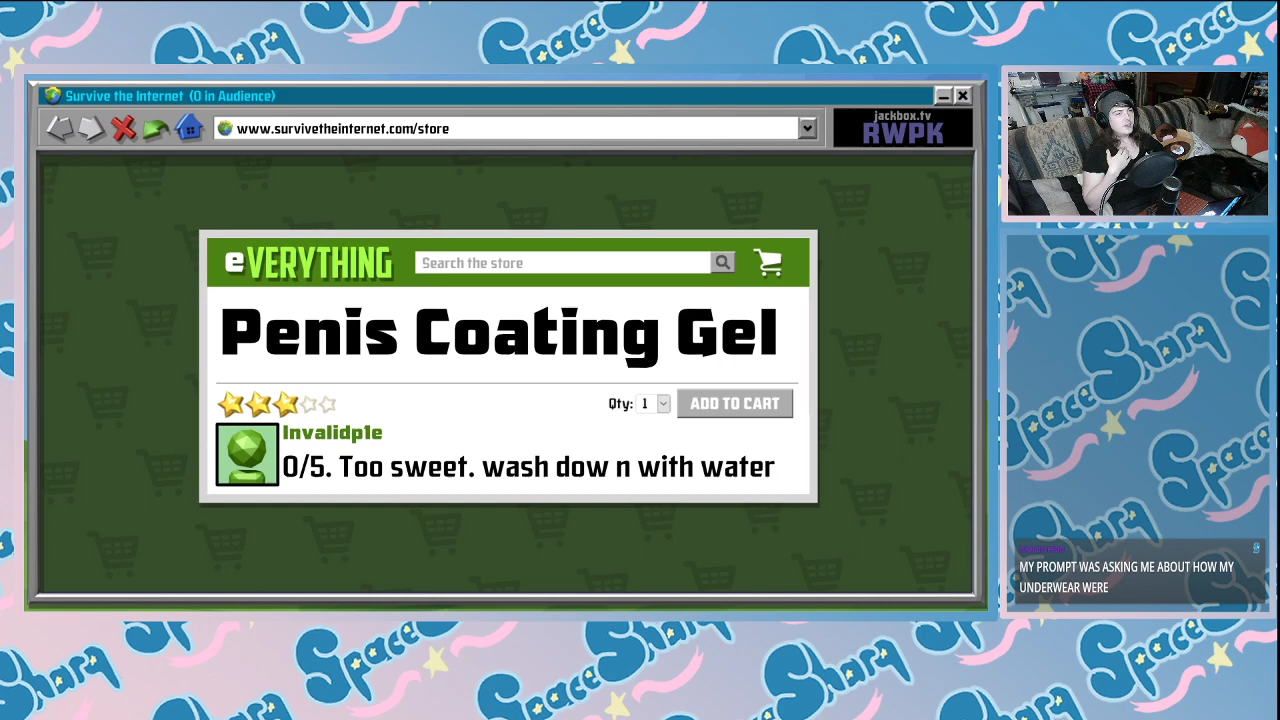 Survive the Internet (0 in Audience)
www.survivetheinternet.com/store
jackbox.tv
RWPK
eVERYTHING
Search the store
Penis Coating Gel
Qty: 1
ADD TO CART
Invalidp1e
0/5. Too sweet. wash dow n with water
MY PROMPT WAS ASKING ME ABOUT HOW MY
UNDERWEAR WERE
Space Sharq